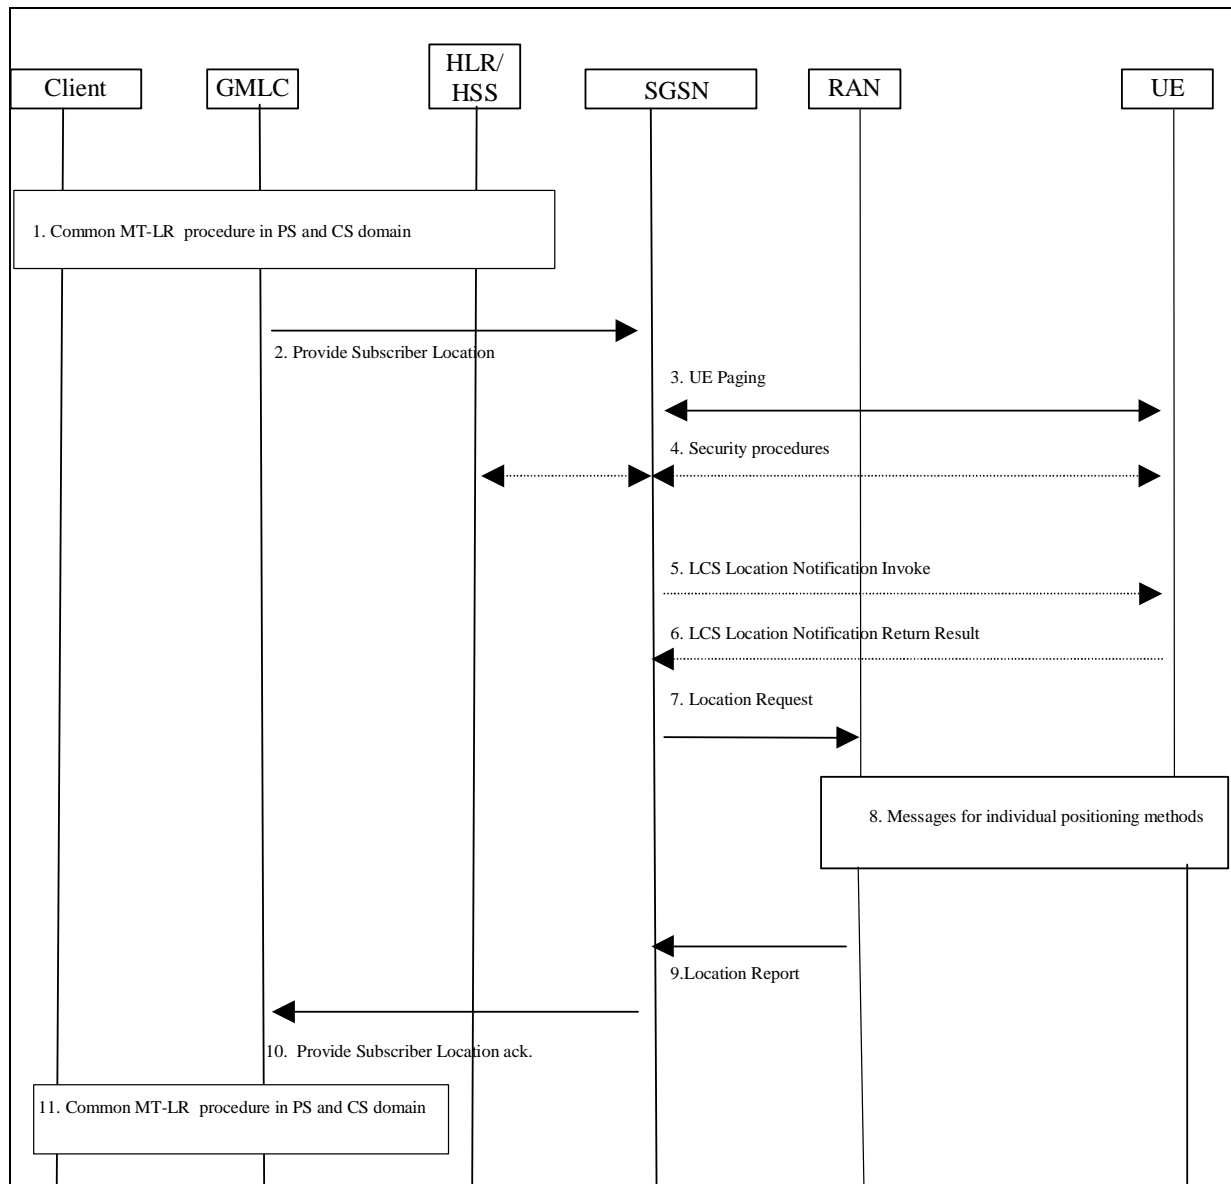 Client
GMLC
HLR/
HSS
SGSN
RAN
UE
1. Common MT-LR procedure in PS and CS domain
2. Provide Subscriber Location
3. UE Paging
4. Security procedures
5. LCS Location Notification Invoke
6. LCS Location Notification Return Result
7. Location Request
8. Messages for individual positioning methods
9.Location Report
10. Provide Subscriber Location ack.
11. Common MT-LR procedure in PS and CS domain